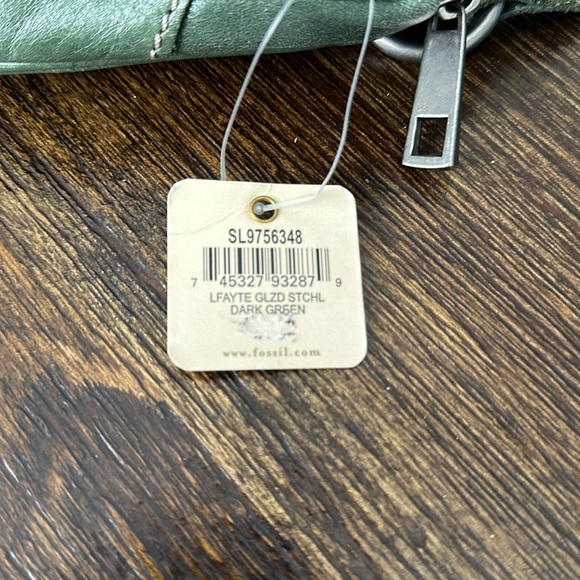 SL9756348
7 45327 93287 9
LFAYTE GLZD STCHL
DARK GREEN
www.fossil.com